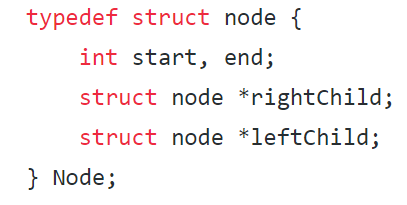 typedef struct node {
    int start, end;
    struct node *rightChild;
    struct node *leftChild;
} Node;